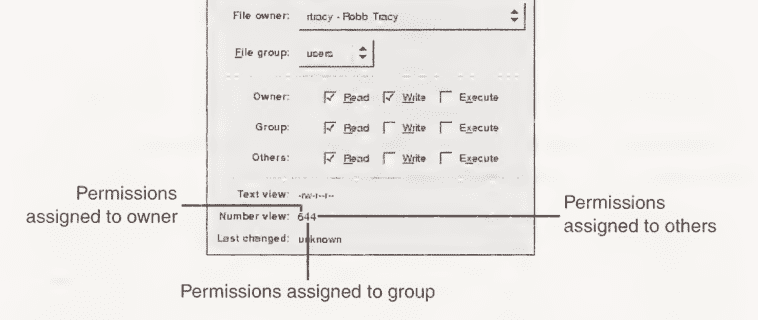 File owner: rtracy - Robb Tracy
File group: users
Owner: Read Write Execute
Group: Read Write Execute
Others: Read Write Execute
Text view: -rw-r--r--
Number view: 644
Last changed: unknown
Permissions assigned to owner
Permissions assigned to others
Permissions assigned to group